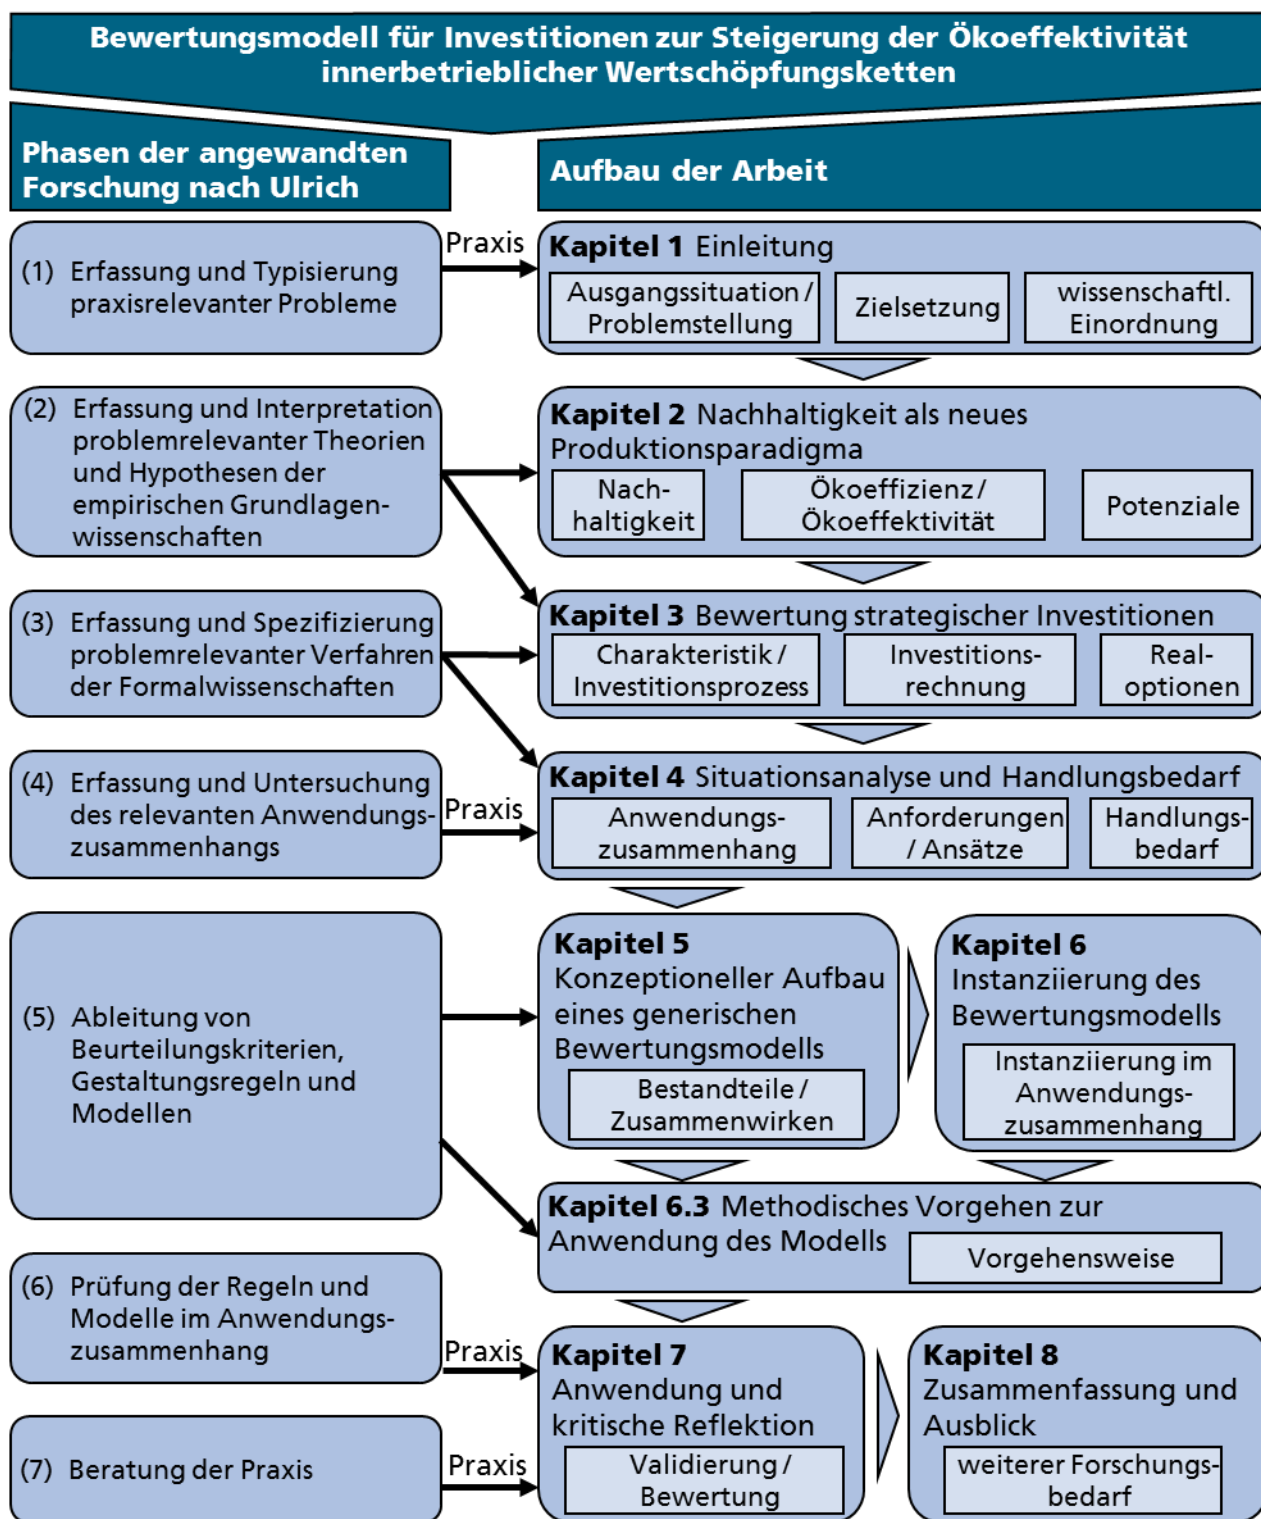 Bewertungsmodell für Investitionen zur Steigerung der Ökoeffektivität
innerbetrieblicher Wertschöpfungsketten
Phasen der angewandten
Forschung nach Ulrich
Aufbau der Arbeit
(1) Erfassung und Typisierung
praxisrelevanter Probleme
Praxis
Kapitel 1 Einleitung
Ausgangssituation /
Problemstellung
Zielsetzung
wissenschaftl.
Einordnung
(2) Erfassung und Interpretation
problemrelevanter Theorien
und Hypothesen der
empirischen Grundlagen-
wissenschaften
Kapitel 2 Nachhaltigkeit als neues
Produktionsparadigma
Nach-
haltigkeit
Ökoeffizienz /
Ökoeffektivität
Potenziale
(3) Erfassung und Spezifizierung
problemrelevanter Verfahren
der Formalwissenschaften
Kapitel 3 Bewertung strategischer Investitionen
Charakteristik /
Investitionsprozess
Investitions-
rechnung
Real-
optionen
(4) Erfassung und Untersuchung
des relevanten Anwendungs-
zusammenhangs
Praxis
Kapitel 4 Situationsanalyse und Handlungsbedarf
Anwendungs-
zusammenhang
Anforderungen
/ Ansätze
Handlungs-
bedarf
(5) Ableitung von
Beurteilungskriterien,
Gestaltungsregeln und
Modellen
Kapitel 5
Konzeptioneller Aufbau
eines generischen
Bewertungsmodells
Bestandteile /
Zusammenwirken
Kapitel 6
Instanziierung des
Bewertungsmodells
Instanziierung im
Anwendungs-
zusammenhang
Kapitel 6.3 Methodisches Vorgehen zur
Anwendung des Modells
Vorgehensweise
(6) Prüfung der Regeln und
Modelle im Anwendungs-
zusammenhang
Praxis
Kapitel 7
Anwendung und
kritische Reflektion
Validierung /
Bewertung
Kapitel 8
Zusammenfassung und
Ausblick
weiterer Forschungs-
bedarf
(7) Beratung der Praxis
Praxis